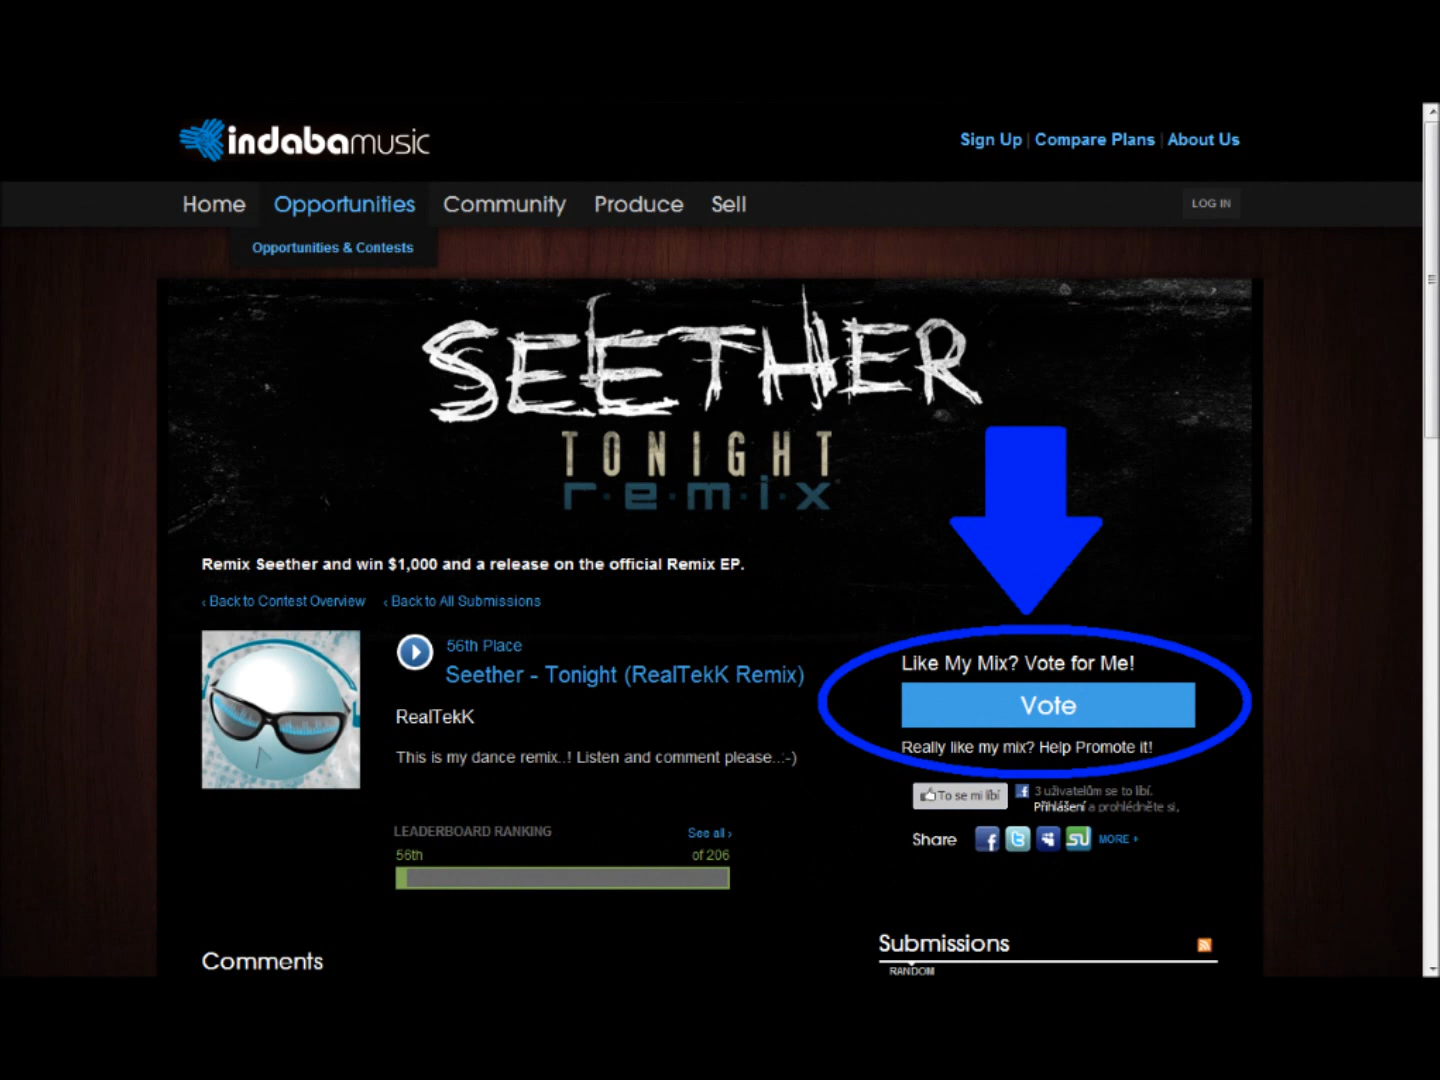 indabamusic
Sign Up | Compare Plans | About Us
Home Opportunities Community Produce Sell LOG IN
Opportunities & Contests
SEETHER
TONIGHT
r·e·m·i·x
Remix Seether and win $1,000 and a release on the official Remix EP.
‹ Back to Contest Overview ‹ Back to All Submissions
56th Place
Seether - Tonight (RealTekK Remix)
RealTekK
This is my dance remix..! Listen and comment please..:-)
LEADERBOARD RANKING See all ›
56th of 206
Like My Mix? Vote for Me!
Vote
Really like my mix? Help Promote it!
To se mi líbí 3 uživatelům se to líbí.
Přihlášení a prohlédněte si,
Share MORE +
Comments
Submissions
RANDOM